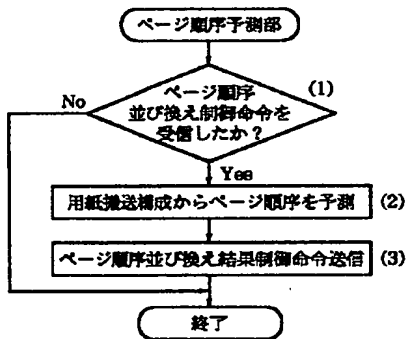 ページ順序予測部
ページ順序
並び換え制御命令を
受信したか?
(1)
No
Yes
用紙搬送構成からページ順序を予測
(2)
ページ順序並び換え結果制御命令送信
(3)
終了